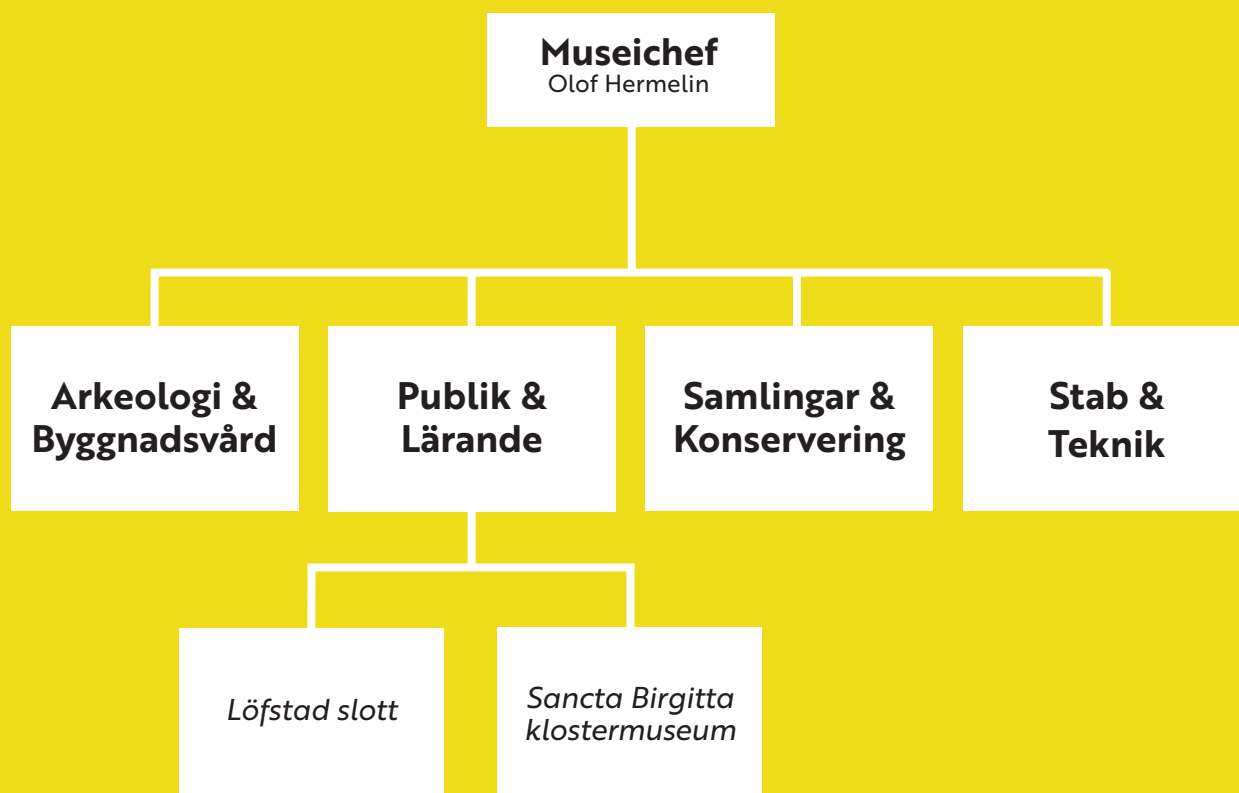 Museichef
Olof Hermelin
Arkeologi &
Byggnadsvård
Publik &
Lärande
Samlingar &
Konservering
Stab &
Teknik
Löfstad slott
Sancta Birgitta
klostermuseum